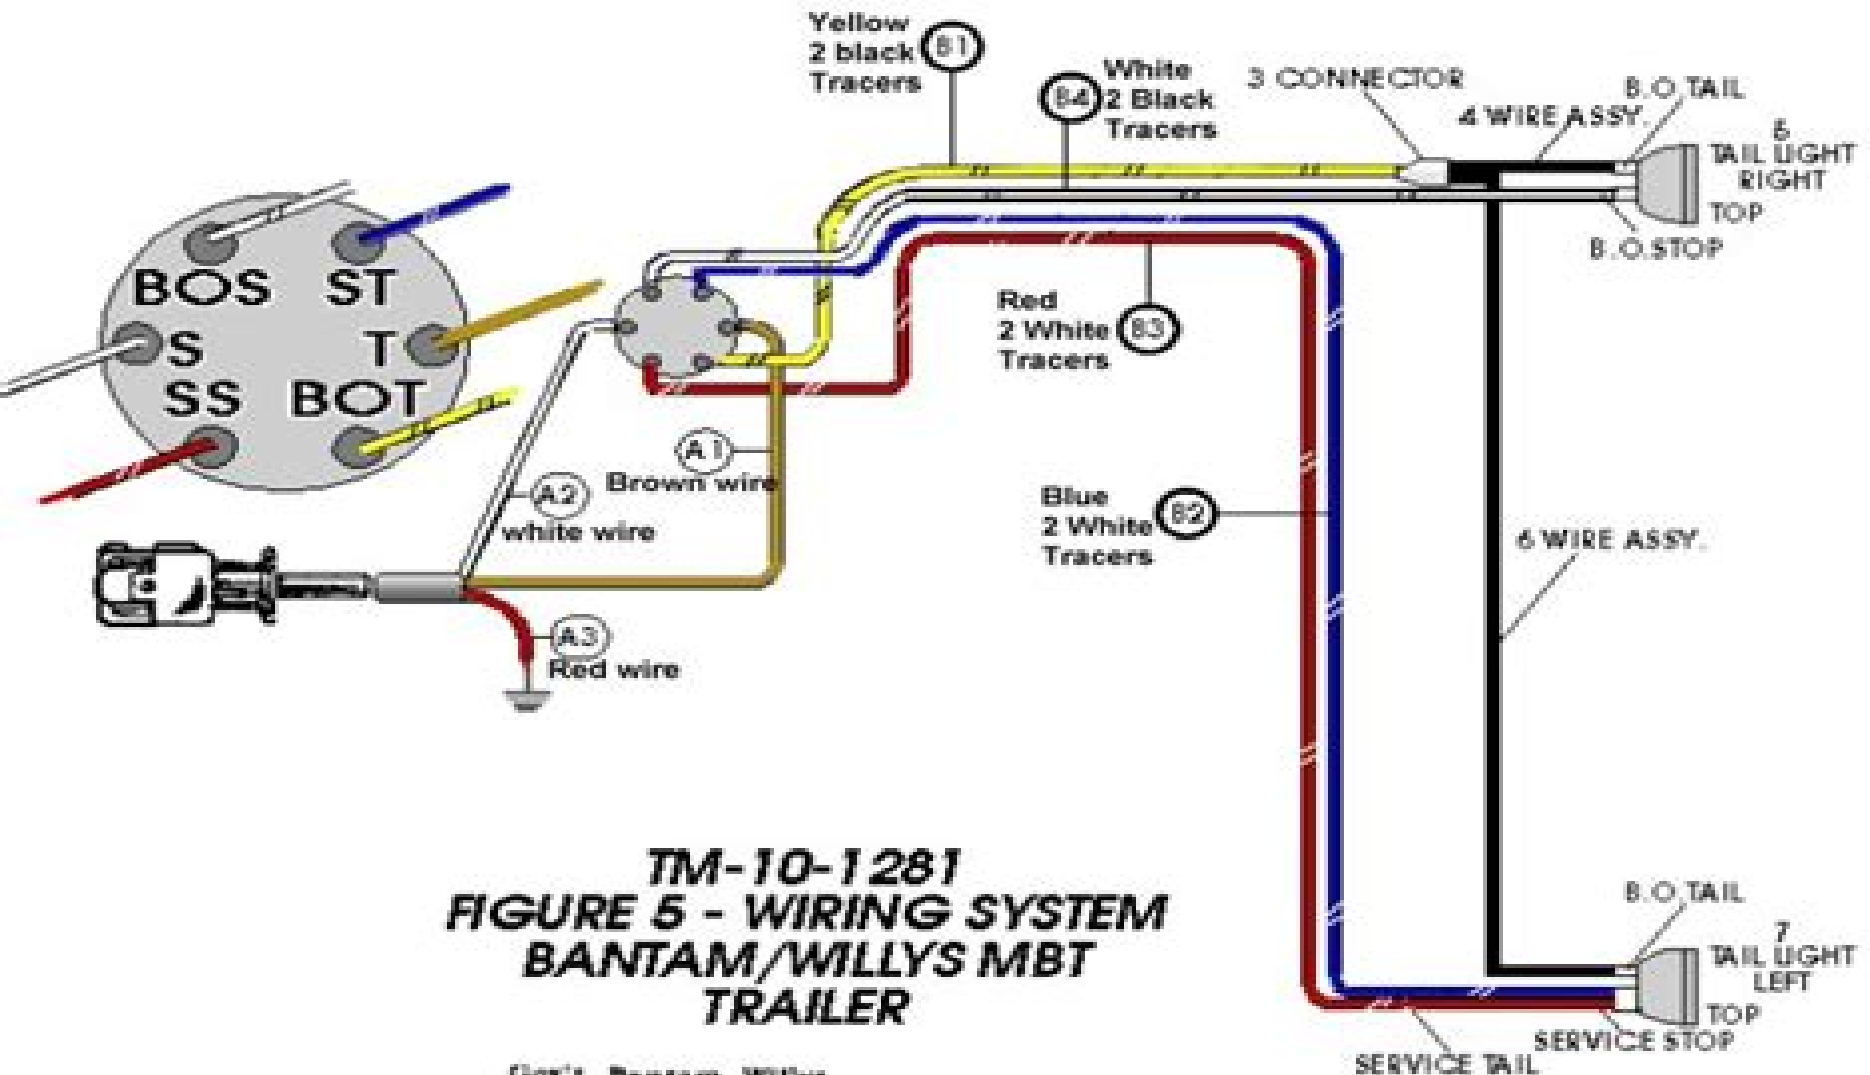 Yellow
2 black
Tracers
B1
White
2 Black
Tracers
B4
3 CONNECTOR
B.O.TAIL
4 WIRE ASSY.
6
TAIL LIGHT
RIGHT
TOP
B.O.STOP
BOS
ST
S
T
SS
BOT
Red
2 White
Tracers
B3
A1
Brown wire
A2
white wire
Blue
2 White
Tracers
B2
6 WIRE ASSY.
A3
Red wire
TM-10-1281
FIGURE 5 - WIRING SYSTEM
BANTAM/WILLYS MBT
TRAILER
B.O.TAIL
7
TAIL LIGHT
LEFT
TOP
SERVICE STOP
SERVICE TAIL